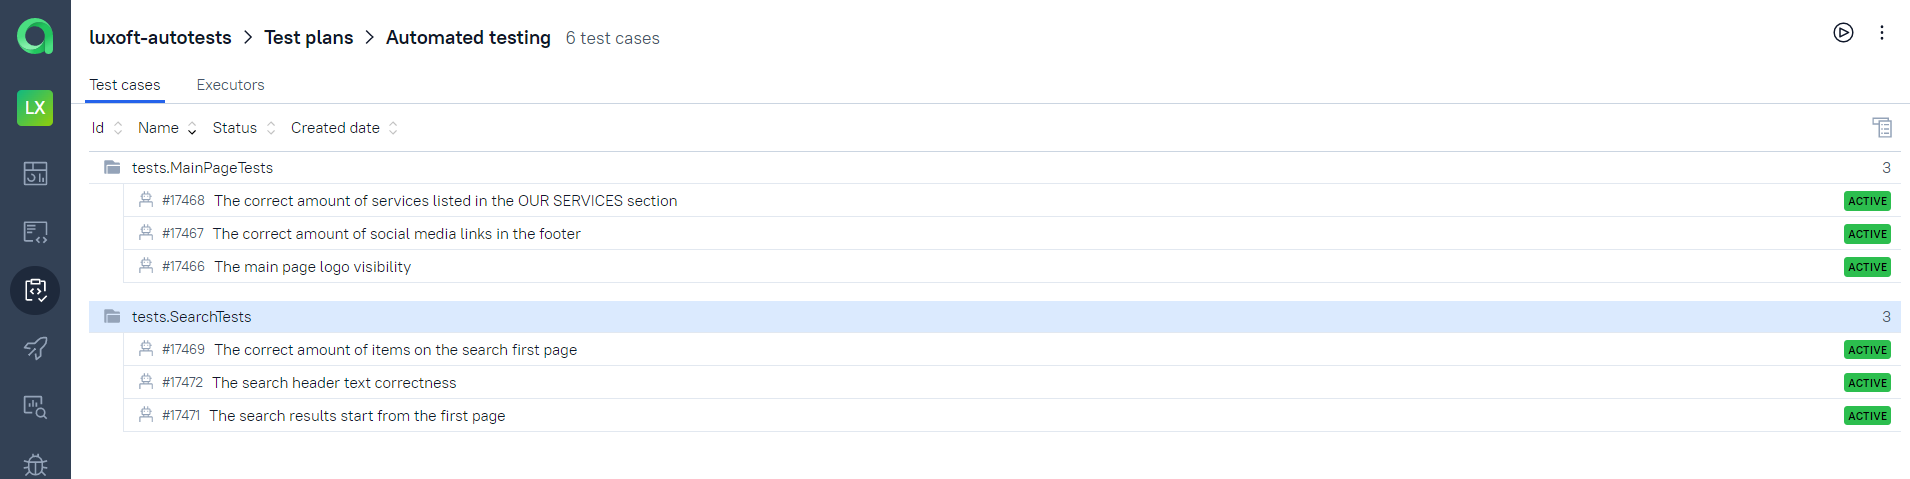 luxoft-autotests > Test plans > Automated testing 6 test cases
LX
Test cases Executors
Id Name Status Created date
tests.MainPageTests 3
#17468 The correct amount of services listed in the OUR SERVICES section ACTIVE
#17467 The correct amount of social media links in the footer ACTIVE
#17466 The main page logo visibility ACTIVE
tests.SearchTests 3
#17469 The correct amount of items on the search first page ACTIVE
#17472 The search header text correctness ACTIVE
#17471 The search results start from the first page ACTIVE